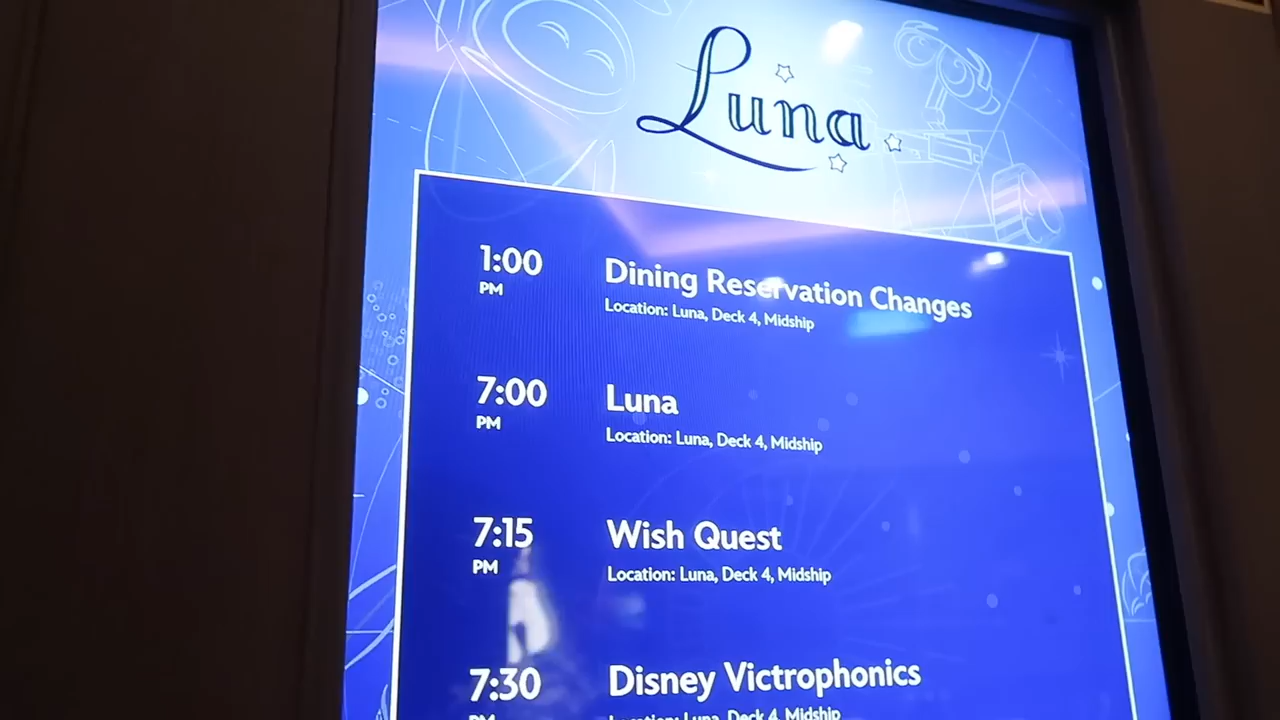 Luna
1:00
PM
Dining Reservation Changes
Location: Luna, Deck 4, Midship
7:00
PM
Luna
Location: Luna, Deck 4, Midship
7:15
PM
Wish Quest
Location: Luna, Deck 4, Midship
7:30
PM
Disney Victrophonics
Location: Luna, Deck 4, Midship